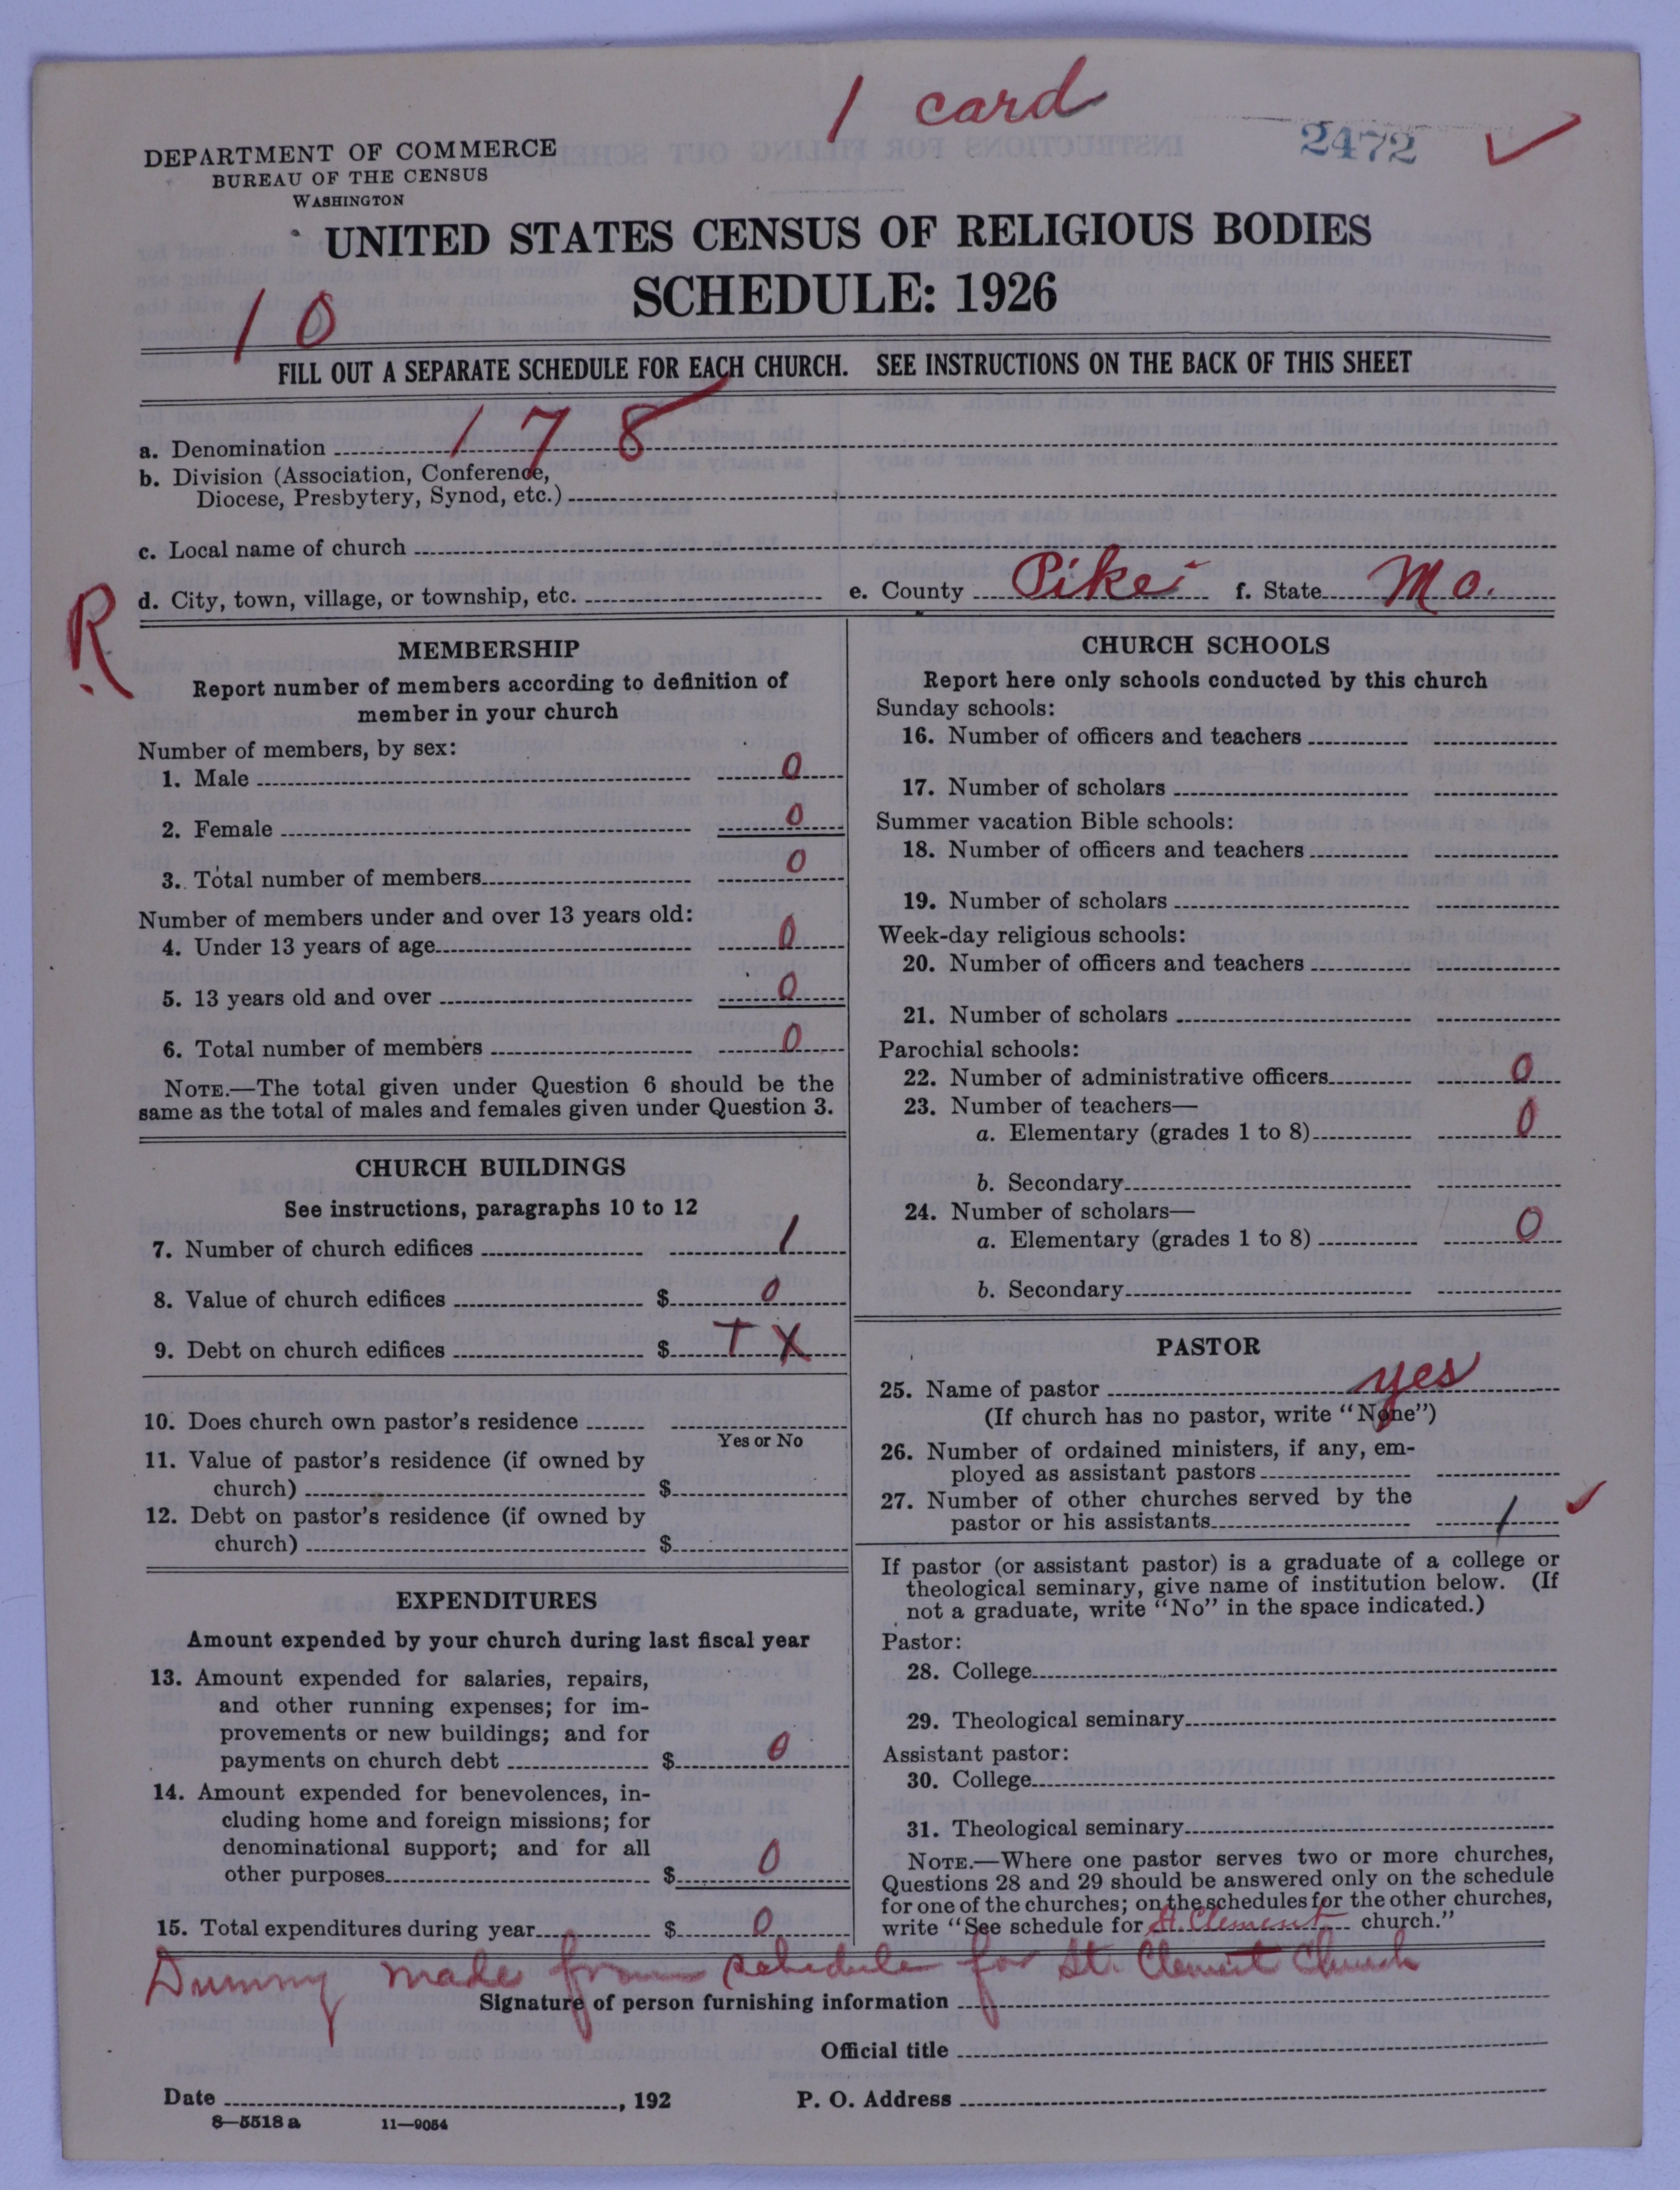 1 card
2472 ✓
DEPARTMENT OF COMMERCE
BUREAU OF THE CENSUS
WASHINGTON
UNITED STATES CENSUS OF RELIGIOUS BODIES
SCHEDULE: 1926
10
FILL OUT A SEPARATE SCHEDULE FOR EACH CHURCH. SEE INSTRUCTIONS ON THE BACK OF THIS SHEET
a. Denomination 178
b. Division (Association, Conference,
Diocese, Presbytery, Synod, etc.)
c. Local name of church
d. City, town, village, or township, etc. e. County Pike f. State Mo.
R
MEMBERSHIP
Report number of members according to definition of
member in your church
Number of members, by sex:
1. Male 0
2. Female 0
3. Total number of members 0
Number of members under and over 13 years old:
4. Under 13 years of age 0
5. 13 years old and over 0
6. Total number of members 0
NOTE.—The total given under Question 6 should be the
same as the total of males and females given under Question 3.
CHURCH BUILDINGS
See instructions, paragraphs 10 to 12
7. Number of church edifices 1
8. Value of church edifices $ 0
9. Debt on church edifices $ T X
10. Does church own pastor's residence
Yes or No
11. Value of pastor's residence (if owned by
church) $
12. Debt on pastor's residence (if owned by
church) $
EXPENDITURES
Amount expended by your church during last fiscal year
13. Amount expended for salaries, repairs,
and other running expenses; for im-
provements or new buildings; and for
payments on church debt $ 0
14. Amount expended for benevolences, in-
cluding home and foreign missions; for
denominational support; and for all
other purposes $ 0
15. Total expenditures during year $ 0
CHURCH SCHOOLS
Report here only schools conducted by this church
Sunday schools:
16. Number of officers and teachers
17. Number of scholars
Summer vacation Bible schools:
18. Number of officers and teachers
19. Number of scholars
Week-day religious schools:
20. Number of officers and teachers
21. Number of scholars
Parochial schools:
22. Number of administrative officers 0
23. Number of teachers—
a. Elementary (grades 1 to 8) 0
b. Secondary
24. Number of scholars—
a. Elementary (grades 1 to 8) 0
b. Secondary
PASTOR
25. Name of pastor yes
(If church has no pastor, write "None")
26. Number of ordained ministers, if any, em-
ployed as assistant pastors
27. Number of other churches served by the
pastor or his assistants 1 ✓
If pastor (or assistant pastor) is a graduate of a college or
theological seminary, give name of institution below. (If
not a graduate, write "No" in the space indicated.)
Pastor:
28. College
29. Theological seminary
Assistant pastor:
30. College
31. Theological seminary
NOTE.—Where one pastor serves two or more churches,
Questions 28 and 29 should be answered only on the schedule
for one of the churches; on the schedules for the other churches,
write "See schedule for St. Clement church."
Dummy made from schedule for St. Clement Church
Signature of person furnishing information
Official title
Date , 192 P. O. Address
8—5518 a 11—9054